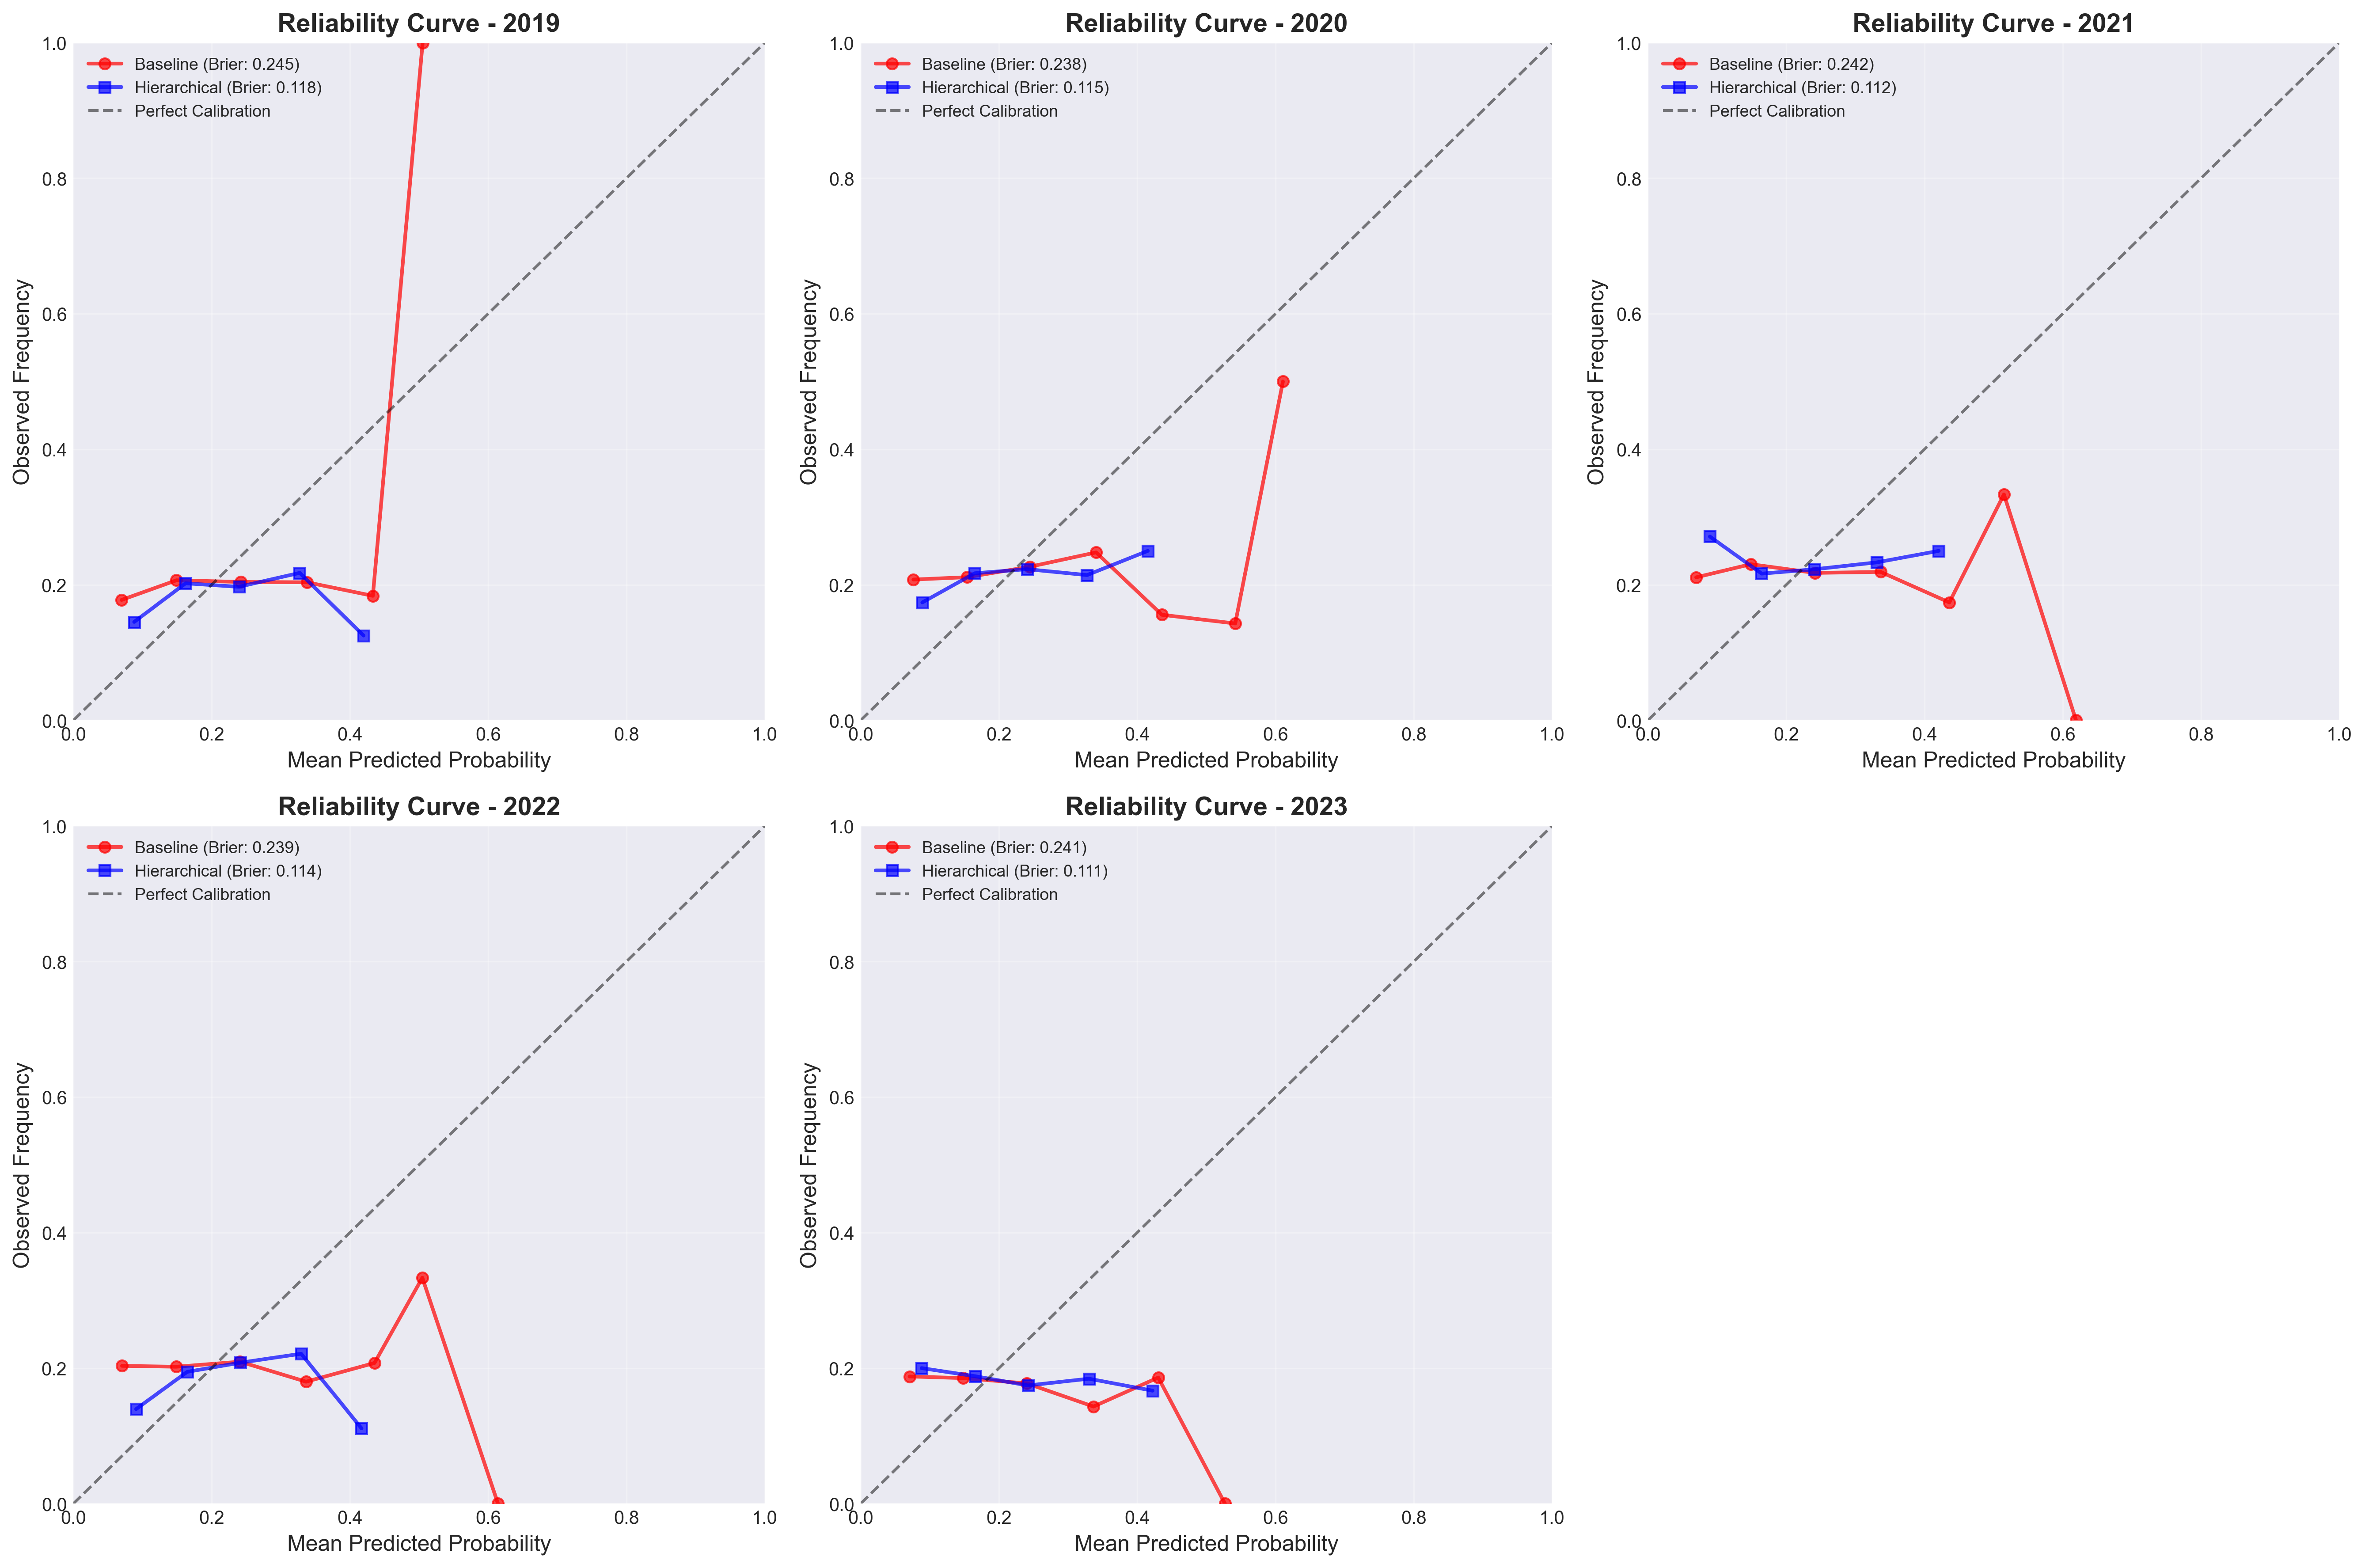 Reliability Curve - 2019
Baseline (Brier: 0.245)
Hierarchical (Brier: 0.118)
Perfect Calibration
1.0
0.8
0.6
0.4
0.2
0.0
Observed Frequency
0.0 0.2 0.4 0.6 0.8 1.0
Mean Predicted Probability
Reliability Curve - 2020
Baseline (Brier: 0.238)
Hierarchical (Brier: 0.115)
Perfect Calibration
1.0
0.8
0.6
0.4
0.2
0.0
Observed Frequency
0.0 0.2 0.4 0.6 0.8 1.0
Mean Predicted Probability
Reliability Curve - 2021
Baseline (Brier: 0.242)
Hierarchical (Brier: 0.112)
Perfect Calibration
1.0
0.8
0.6
0.4
0.2
0.0
Observed Frequency
0.0 0.2 0.4 0.6 0.8 1.0
Mean Predicted Probability
Reliability Curve - 2022
Baseline (Brier: 0.239)
Hierarchical (Brier: 0.114)
Perfect Calibration
1.0
0.8
0.6
0.4
0.2
0.0
Observed Frequency
0.0 0.2 0.4 0.6 0.8 1.0
Mean Predicted Probability
Reliability Curve - 2023
Baseline (Brier: 0.241)
Hierarchical (Brier: 0.111)
Perfect Calibration
1.0
0.8
0.6
0.4
0.2
0.0
Observed Frequency
0.0 0.2 0.4 0.6 0.8 1.0
Mean Predicted Probability